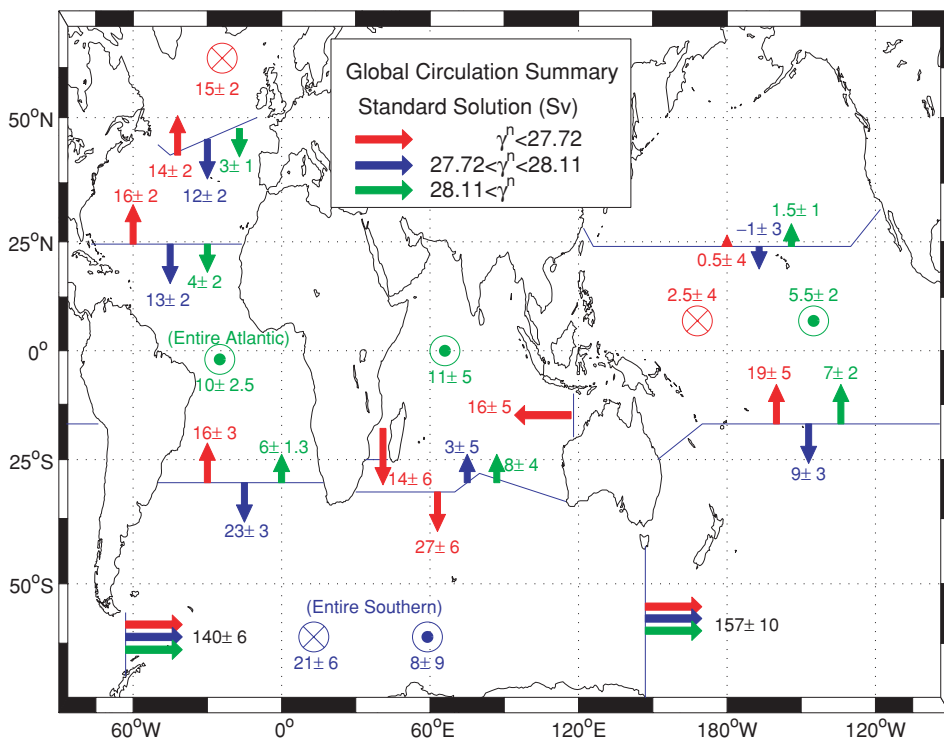 Global Circulation Summary
Standard Solution (Sv)
γⁿ<27.72
27.72<γⁿ<28.11
28.11<γⁿ
15± 2
50°N
14± 2
3± 1
12± 2
16± 2
1.5± 1
−1± 3
25°N
0.5± 4
4± 2
13± 2
2.5± 4
5.5± 2
(Entire Atlantic)
0°
10± 2.5
11± 5
19± 5
7± 2
16± 5
16± 3
6± 1.3
3± 5
25°S
14± 6
8± 4
9± 3
23± 3
27± 6
50°S
(Entire Southern)
140± 6
157± 10
21± 6
8± 9
60°W
0°
60°E
120°E
180°W
120°W